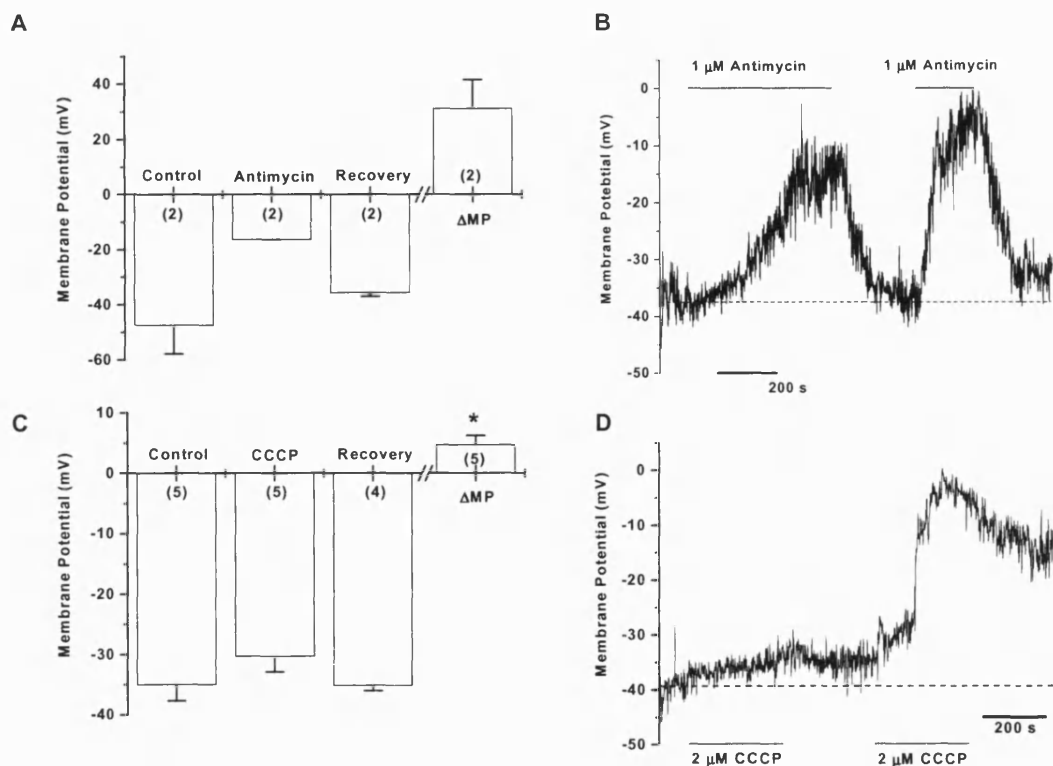 A
Membrane Potential (mV)
40
20
0
-20
-40
-60
Control
Antimycin
Recovery
(2)
(2)
(2)
(2)
ΔMP
B
1 μM Antimycin
1 μM Antimycin
Membrane Potebtial (mV)
0
-10
-20
-30
-40
-50
200 s
C
Membrane Potential (mV)
10
0
-10
-20
-30
-40
Control
CCCP
Recovery
*
(5)
(5)
(4)
(5)
ΔMP
D
Membrane Potential (mV)
0
-10
-20
-30
-40
-50
200 s
2 μM CCCP
2 μM CCCP